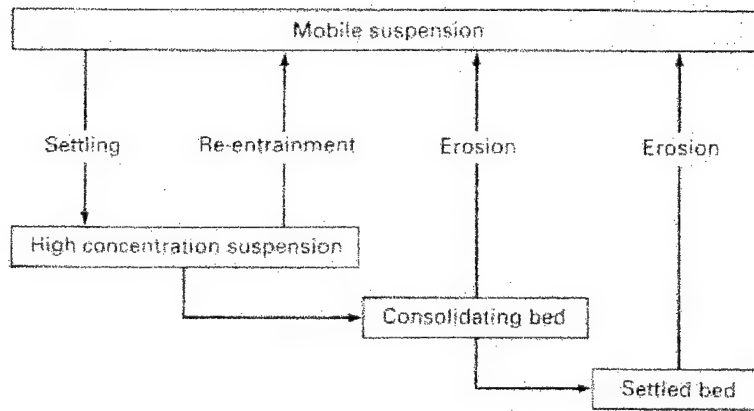 Mobile suspension
Settling
Re-entrainment
Erosion
Erosion
High concentration suspension
Consolidating bed
Settled bed